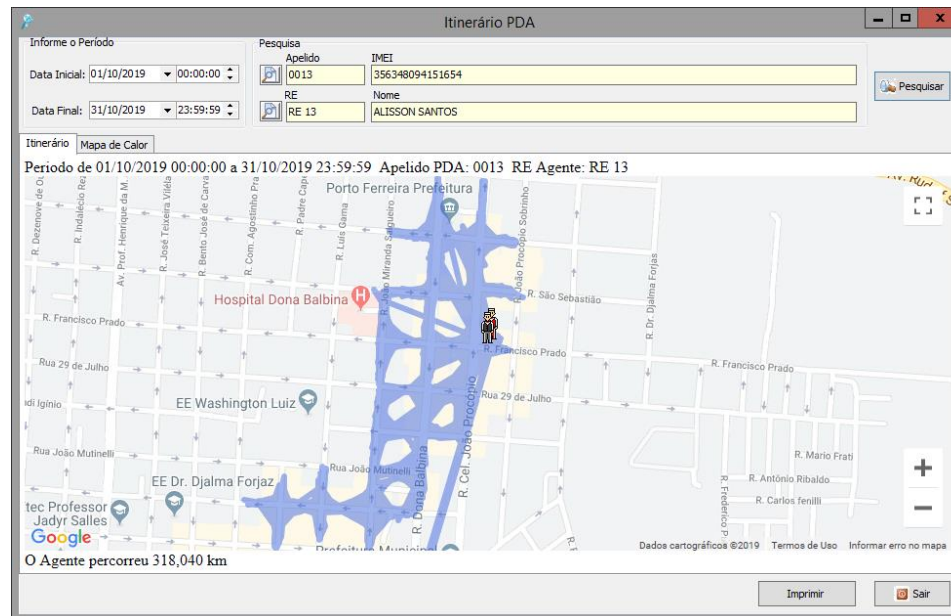 Itinerário PDA
Informe o Período
Data Inicial: 01/10/2019 00:00:00
Data Final: 31/10/2019 23:59:59
Pesquisa
Apelido IMEI
0013 356348094151654
RE Nome
RE 13 ALISSON SANTOS
Pesquisar
Itinerário Mapa de Calor
Periodo de 01/10/2019 00:00:00 a 31/10/2019 23:59:59 Apelido PDA: 0013 RE Agente: RE 13
Porto Ferreira Prefeitura
R. Dezenove de
R. Indalécio
Av. Prof. Henrique da M.
R. José Teixeira Vilela
R. Bento José de Carva
R. Com. Agostinho Pra
R. Padre Cap
R. Luís Gama
R. João Miranda Salgueiro
R. João Procópio Sobrinho
R. Dr. Djalma Forjas
Hospital Dona Balbina
R. São Sebastião
R. Francisco Prado
R. Francisco Prado
R. Francisco Prado
Rua 29 de Julho
Rua 29 de Julho
EE Washington Luiz
R. Cel. João Procópio
R. Dona Balbina
Rua João Mutinelli
Rua João Mutinelli
R. Mario Frati
R. Antônio Ribaldo
R. Carlos fenilli
R. Frederico P
EE Dr. Djalma Forjaz
tec Professor
Jadyr Salles
Google
Prefeitura Municipal
Dados cartográficos ©2019 Termos de Uso Informar erro no mapa
O Agente percorreu 318,040 km
Imprimir Sair